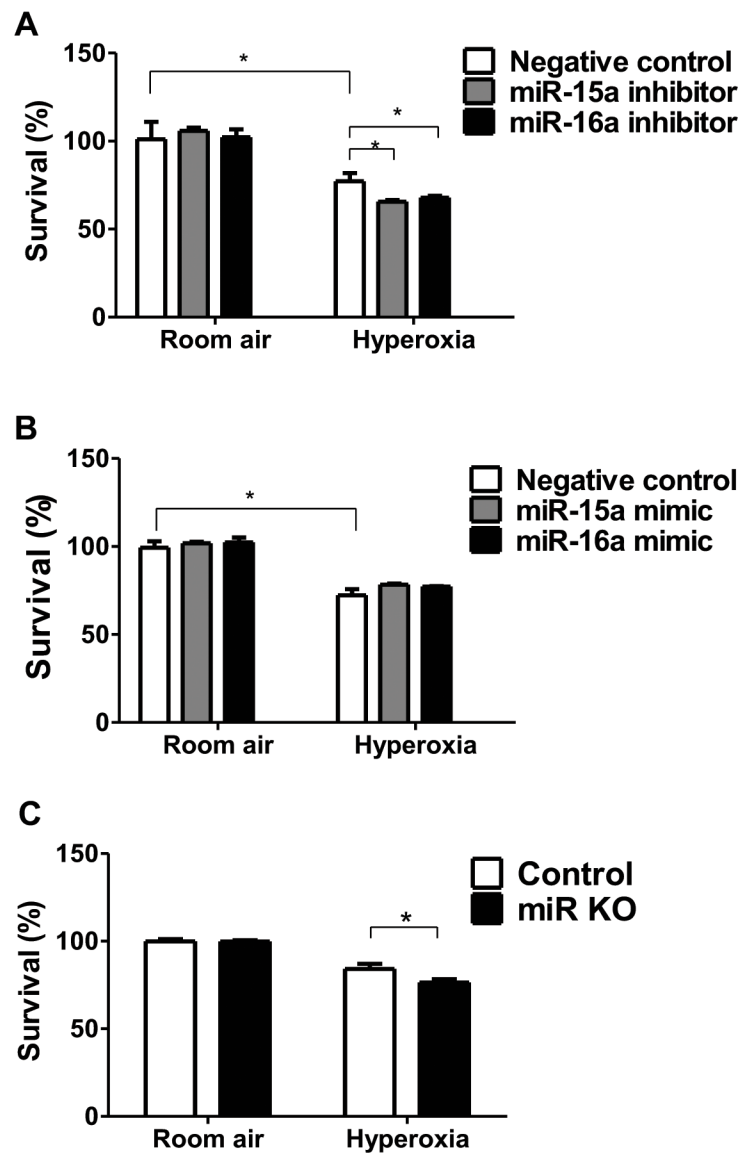 A
150
100
50
0
Survival (%)
*
*
*
Negative control
miR-15a inhibitor
miR-16a inhibitor
Room air
Hyperoxia
B
150
100
50
0
Survival (%)
*
Negative control
miR-15a mimic
miR-16a mimic
Room air
Hyperoxia
C
150
100
50
0
Survival (%)
*
Control
miR KO
Room air
Hyperoxia